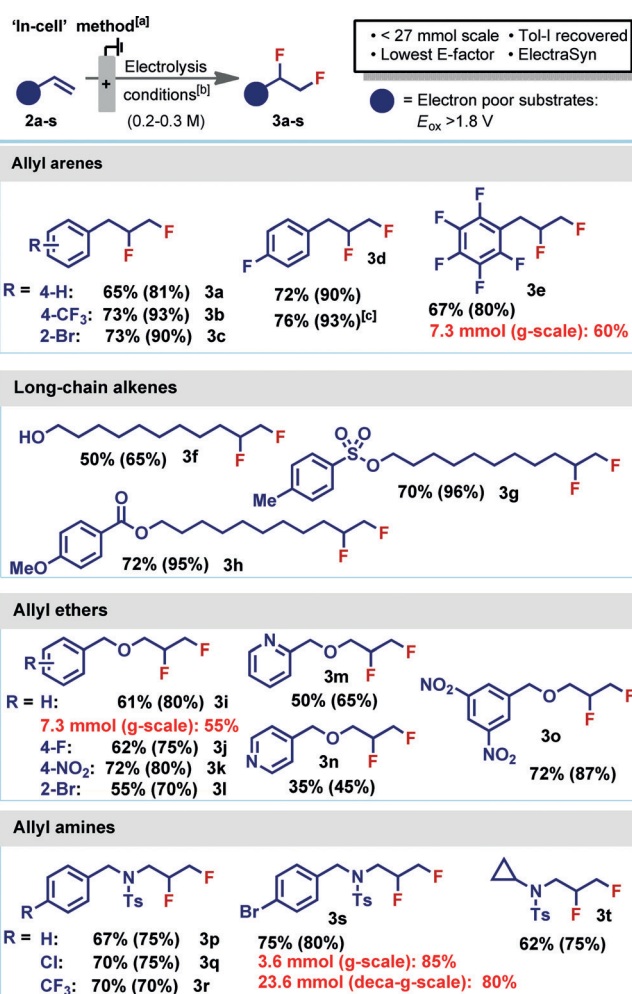 'In-cell' method[a]
+
Electrolysis
conditions[b]
(0.2-0.3 M)
2a-s
F
F
3a-s
• < 27 mmol scale • Tol-I recovered
• Lowest E-factor • ElectraSyn
= Electron poor substrates:
Eox >1.8 V
Allyl arenes
R
F
F
R = 4-H: 65% (81%) 3a
4-CF3: 73% (93%) 3b
2-Br: 73% (90%) 3c
F
F
F
3d
72% (90%)
76% (93%)[c]
F
F
F
F
F
F
F
3e
67% (80%)
7.3 mmol (g-scale): 60%
Long-chain alkenes
HO
F
F
50% (65%) 3f
O O
S
O
Me
F
F
70% (96%) 3g
O
O
MeO
F
F
72% (95%) 3h
Allyl ethers
R
O
F
F
R = H: 61% (80%) 3i
7.3 mmol (g-scale): 55%
4-F: 62% (75%) 3j
4-NO2: 72% (80%) 3k
2-Br: 55% (70%) 3l
N
O
F
F
3m
50% (65%)
N
O
F
F
3n
35% (45%)
NO2
NO2
O
F
F
3o
72% (87%)
Allyl amines
R
N
Ts
F
F
R = H: 67% (75%) 3p
Cl: 70% (75%) 3q
CF3: 70% (70%) 3r
Br
N
Ts
F
F
3s
75% (80%)
3.6 mmol (g-scale): 85%
23.6 mmol (deca-g-scale): 80%
N
Ts
F
F
3t
62% (75%)